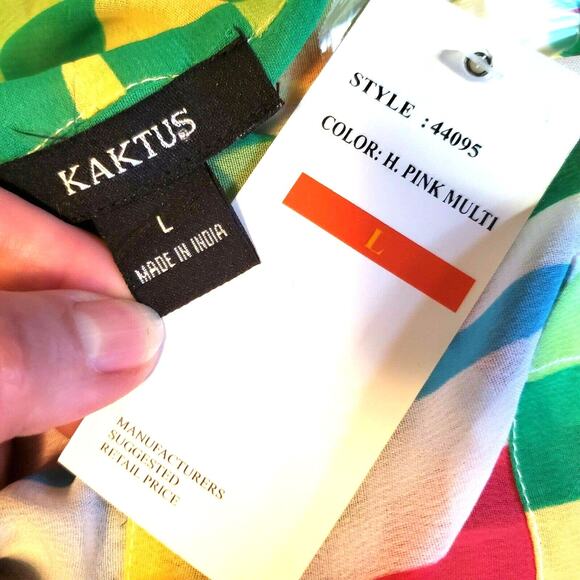 KAKTUS
L
MADE IN INDIA
STYLE : 44095
COLOR: H. PINK MULTI
L
MANUFACTURERS
SUGGESTED
RETAIL PRICE